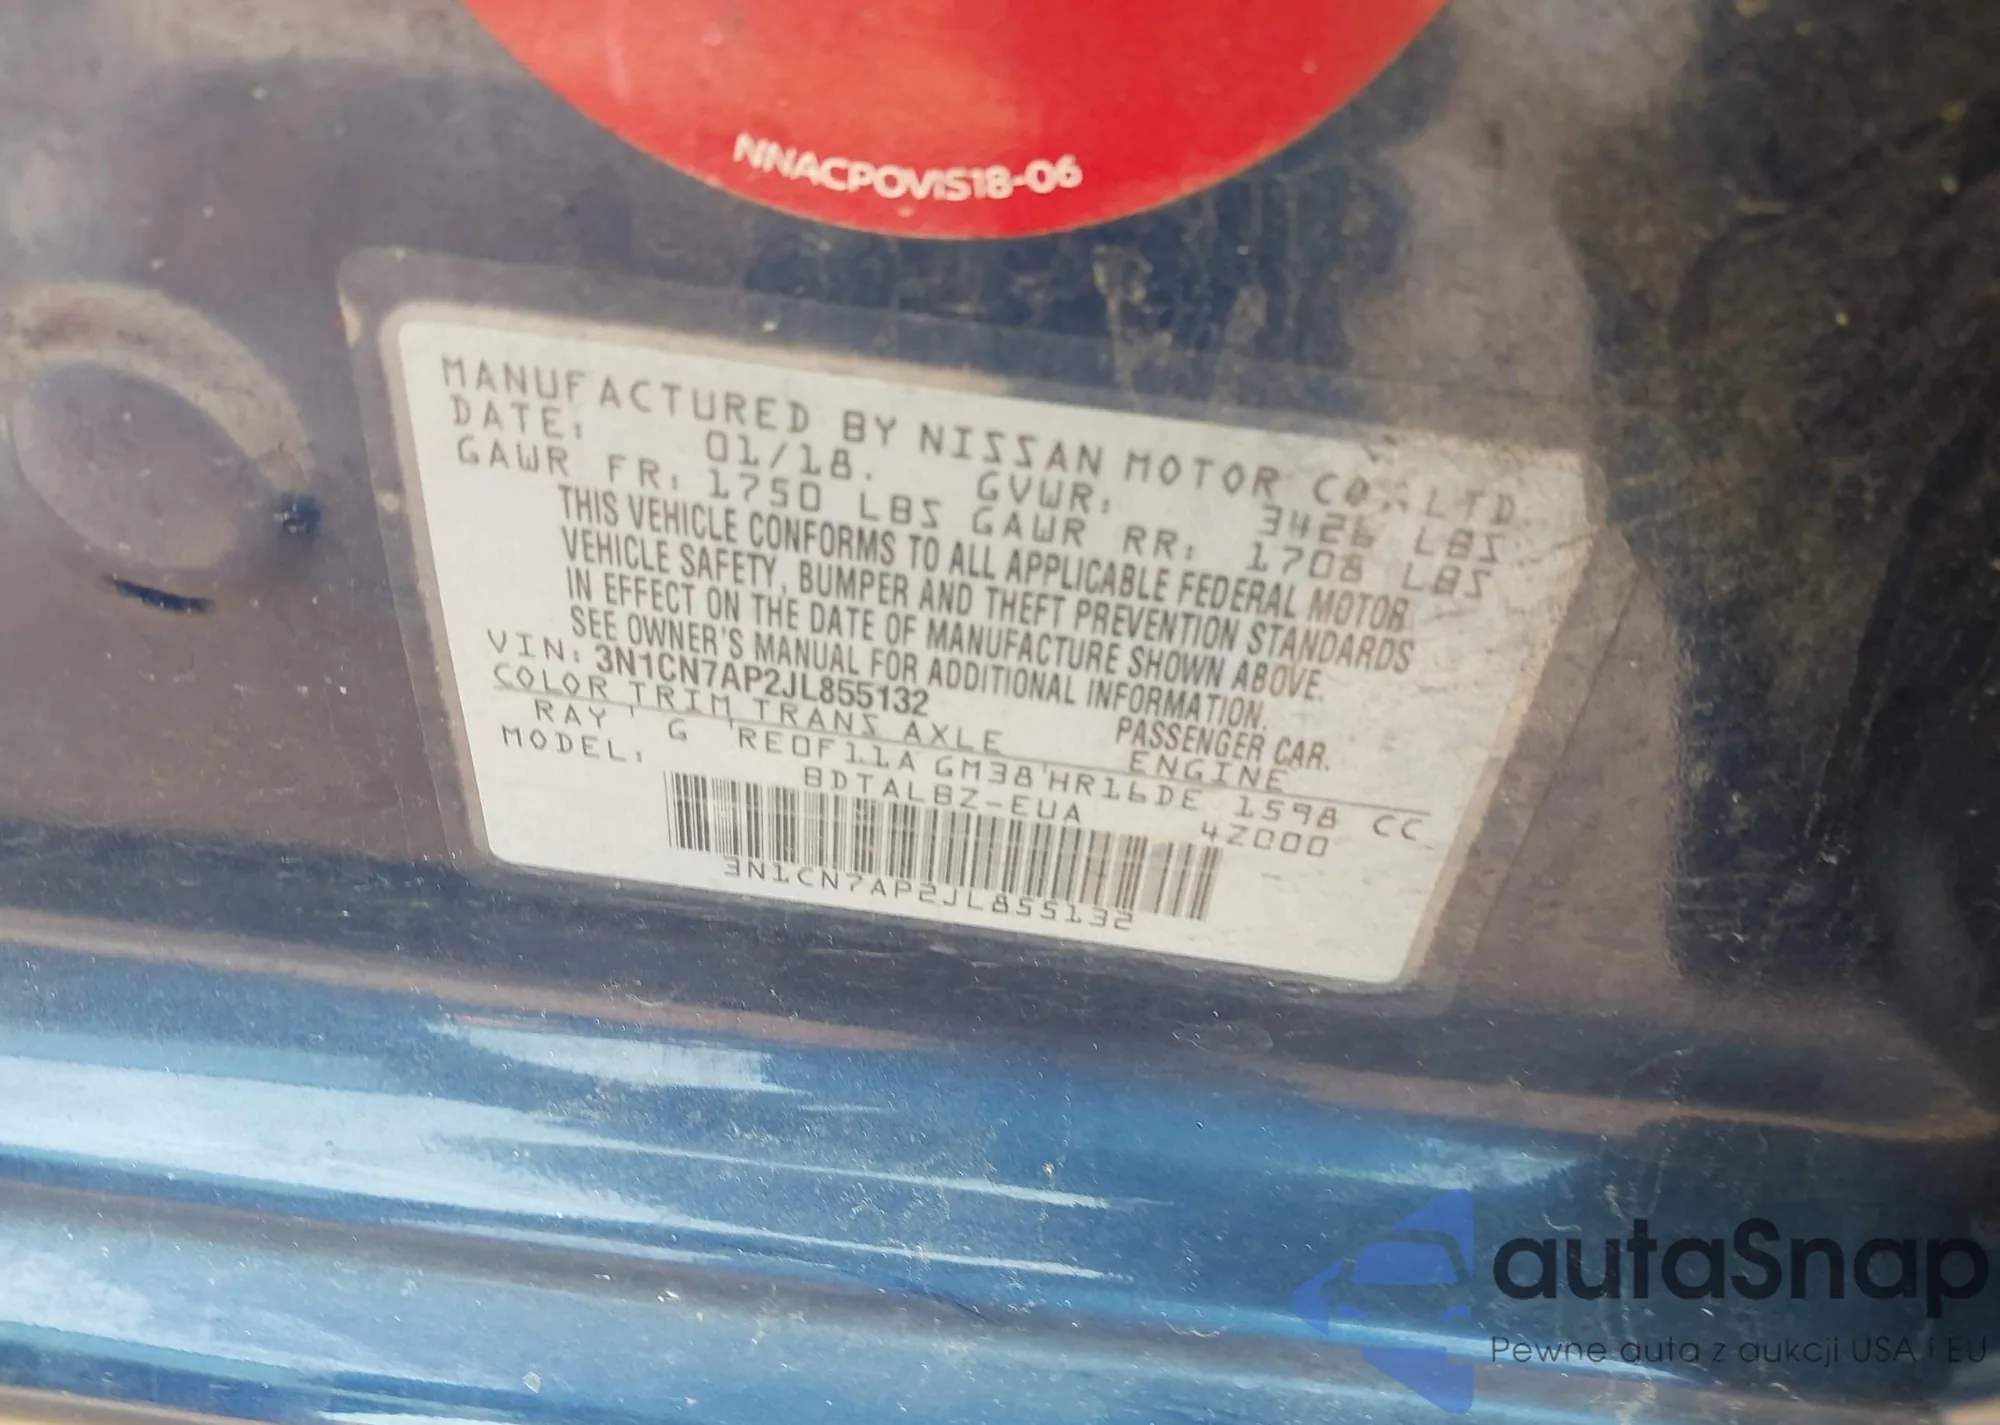 NNACPOVIS18-06
MANUFACTURED BY NISSAN MOTOR CO.,LTD.
DATE: 01/18. GVWR: 3426 LBS
GAWR FR: 1750 LBS GAWR RR: 1708 LBS
THIS VEHICLE CONFORMS TO ALL APPLICABLE FEDERAL MOTOR
VEHICLE SAFETY, BUMPER AND THEFT PREVENTION STANDARDS
IN EFFECT ON THE DATE OF MANUFACTURE SHOWN ABOVE.
SEE OWNER'S MANUAL FOR ADDITIONAL INFORMATION.
VIN: 3N1CN7AP2JL855132 PASSENGER CAR.
COLOR TRIM TRANS AXLE ENGINE
RAY G RE0F11A GM38 HR16DE 1598 CC
MODEL: BDTALBZ-EUA 4Z000
3N1CN7AP2JL855132
autaSnap
Pewne auta z aukcji USA i EU